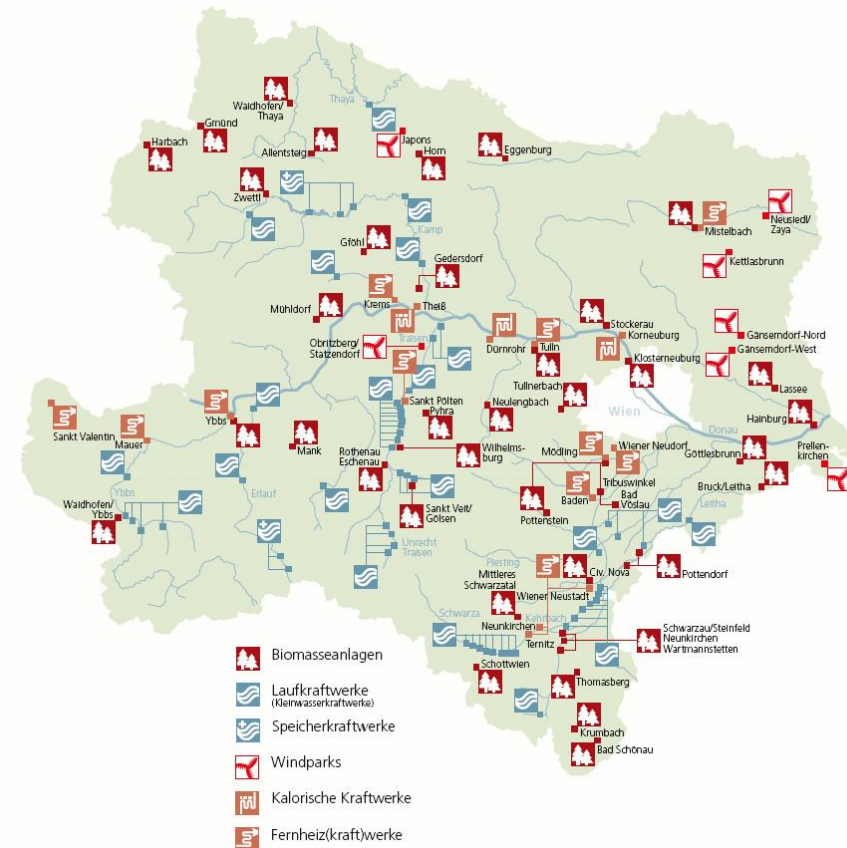 Waidhofen/
Thaya
Thaya
Gmünd
Harbach
Allentsteig
Japons
Horn
Eggenburg
Zwettl
Kamp
Gföhl
Gedersdorf
Mistelbach
Neusiedl/
Zaya
Kettlasbrunn
Mühldorf
Krems
Theiß
Obritzberg/
Statzendorf
Traisen
Dürnrohr
Tulln
Stockerau
Korneuburg
Klosterneuburg
Gänserndorf-Nord
Gänserndorf-West
Tullnerbach
Wien
Lassee
Hainburg
Donau
Sankt Valentin
Mauer
Ybbs
Sankt Pölten
Pyhra
Neulengbach
Mank
Rothenau
Eschenau
Wilhelms-
burg
Mödling
Wiener Neudorf
Göttlesbrunn
Prellen-
kirchen
Ybbs
Erlauf
Tribuswinkel
Baden
Bad
Vöslau
Bruck/Leitha
Leitha
Waidhofen/
Ybbs
Sankt Veit/
Gölsen
Pottenstein
Unrecht
Traisen
Piesting
Mittleres
Schwarzatal
Civ. Nova
Wiener Neustadt
Pottendorf
Schwarza
Kehrbach
Neunkirchen
Ternitz
Schwarzau/Steinfeld
Neunkirchen
Wartmannstetten
Schottwien
Thomasberg
Krumbach
Bad Schönau
Biomasseanlagen
Laufkraftwerke
(Kleinwasserkraftwerke)
Speicherkraftwerke
Windparks
Kalorische Kraftwerke
Fernheiz(kraft)werke